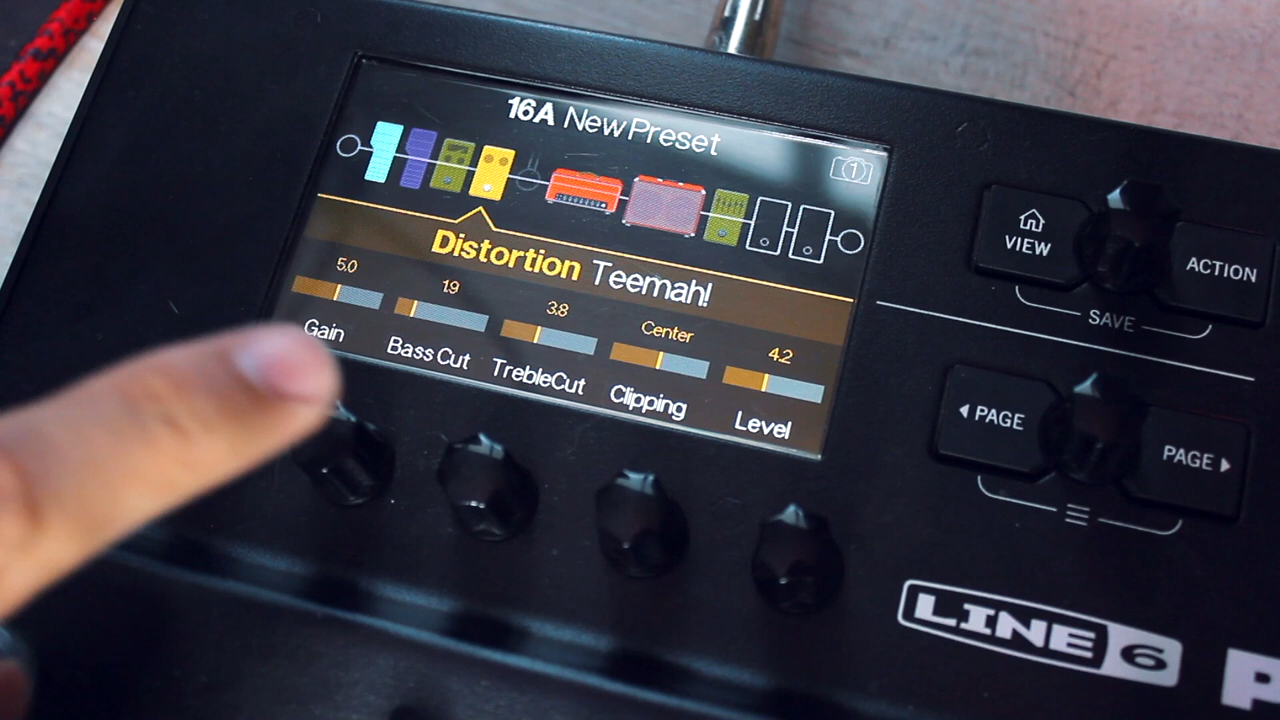 16A New Preset
1
Distortion Teemah!
5.0
1.9
3.8
Center
4.2
Gain
Bass Cut
TrebleCut
Clipping
Level
VIEW
ACTION
SAVE
PAGE
PAGE
LINE 6
P